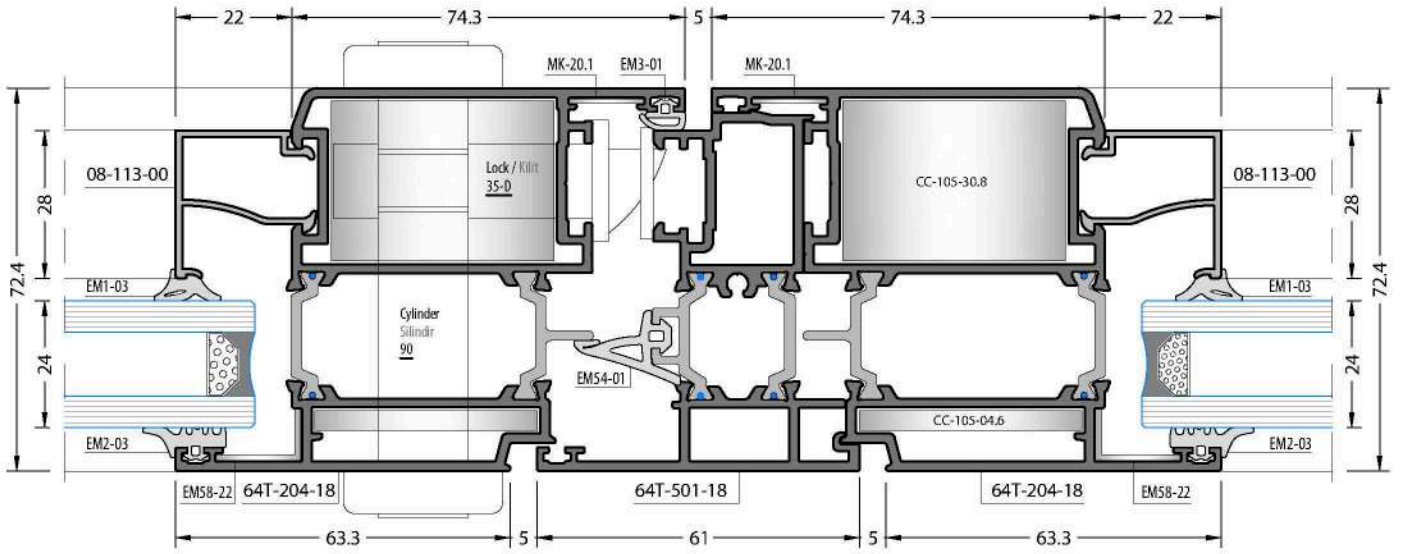 22
74.3
5
74.3
22
MK-20.1
EM3-01
MK-20.1
08-113-00
Lock / Kilit
35-D
CC-105-30.8
08-113-00
28
28
72.4
72.4
EM1-03
EM1-03
Cylinder
Silindir
90
24
24
EM54-01
CC-105-04.6
EM2-03
EM2-03
EM58-22
64T-204-18
64T-501-18
64T-204-18
EM58-22
63.3
5
61
5
63.3